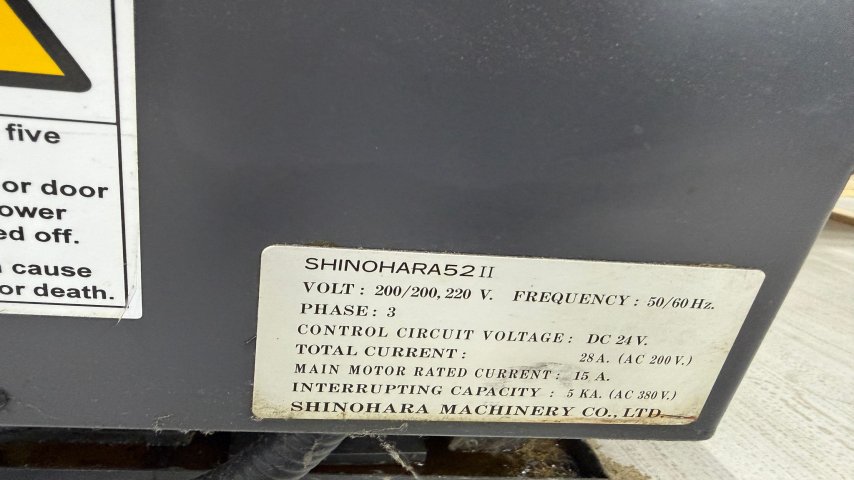 five
or door
ower
ed off.
cause
or death.
SHINOHARA52 II
VOLT : 200/200, 220 V. FREQUENCY : 50/60 Hz.
PHASE : 3
CONTROL CIRCUIT VOLTAGE : DC 24 V.
TOTAL CURRENT : 28 A. (AC 200 V.)
MAIN MOTOR RATED CURRENT : 15 A.
INTERRUPTING CAPACITY : 5 KA. (AC 380 V.)
SHINOHARA MACHINERY CO., LTD.